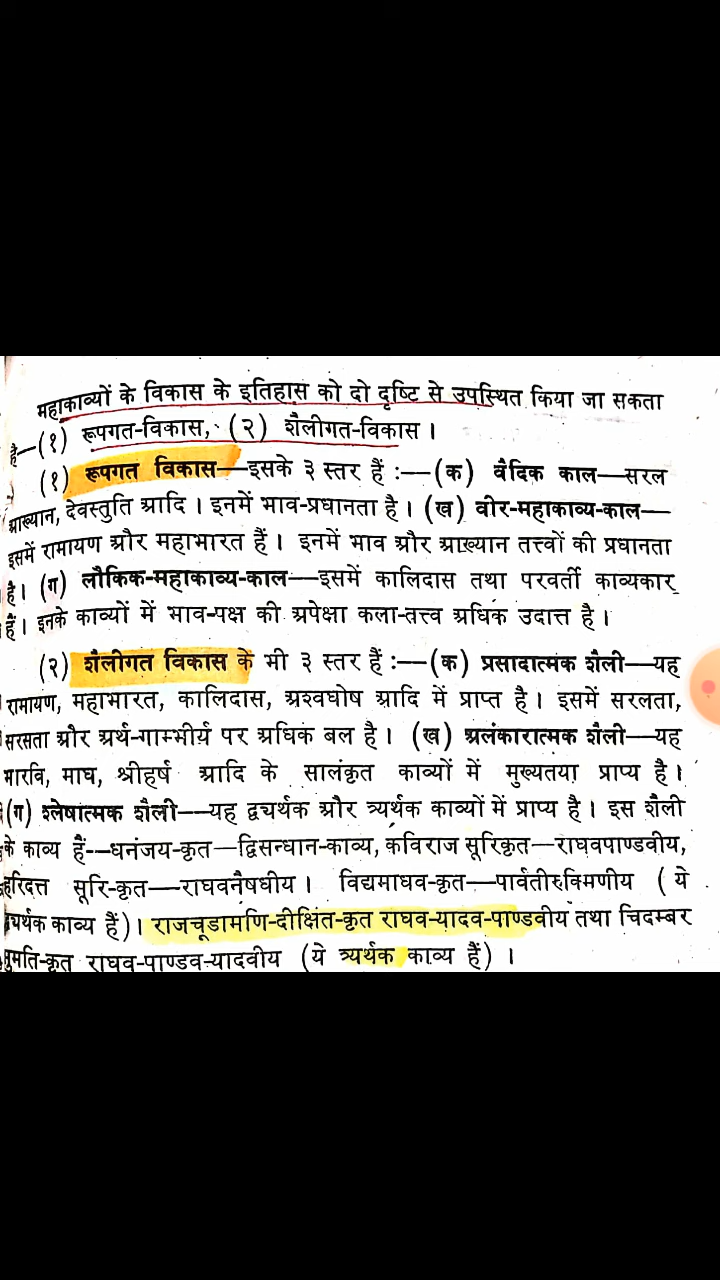 महाकाव्यों के विकास के इतिहास को दो दृष्टि से उपस्थित किया जा सकता
है—(१) रूपगत-विकास, (२) शैलीगत-विकास ।
(१) रूपगत विकास—इसके ३ स्तर हैं :—(क) वैदिक काल—सरल
आख्यान, देवस्तुति आदि । इनमें भाव-प्रधानता है । (ख) वीर-महाकाव्य-काल—
इसमें रामायण और महाभारत हैं । इनमें भाव और आख्यान तत्त्वों की प्रधानता
है । (ग) लौकिक-महाकाव्य-काल—इसमें कालिदास तथा परवर्ती काव्यकार
हैं । इनके काव्यों में भाव-पक्ष की अपेक्षा कला-तत्त्व अधिक उदात्त है ।
(२) शैलीगत विकास के भी ३ स्तर हैं :—(क) प्रसादात्मक शैली—यह
रामायण, महाभारत, कालिदास, अश्वघोष आदि में प्राप्त है । इसमें सरलता,
सरसता और अर्थ-गाम्भीर्य पर अधिक बल है । (ख) अलंकारात्मक शैली—यह
भारवि, माघ, श्रीहर्ष आदि के सालंकृत काव्यों में मुख्यतया प्राप्य है ।
(ग) श्लेषात्मक शैली—यह द्व्यर्थक और त्र्यर्थक काव्यों में प्राप्य है । इस शैली
के काव्य हैं--धनंजय-कृत—द्विसन्धान-काव्य, कविराज सूरिकृत—राघवपाण्डवीय,
हरिदत्त सूरि-कृत—राघवनैषधीय । विद्यमाधव-कृत—पार्वतीरुक्मिणीय ( ये
द्व्यर्थक काव्य हैं ) । राजचूडामणि-दीक्षित-कृत राघव-यादव-पाण्डवीय तथा चिदम्बर
सुमति-कृत राघव-पाण्डव-यादवीय (ये त्र्यर्थक काव्य हैं) ।